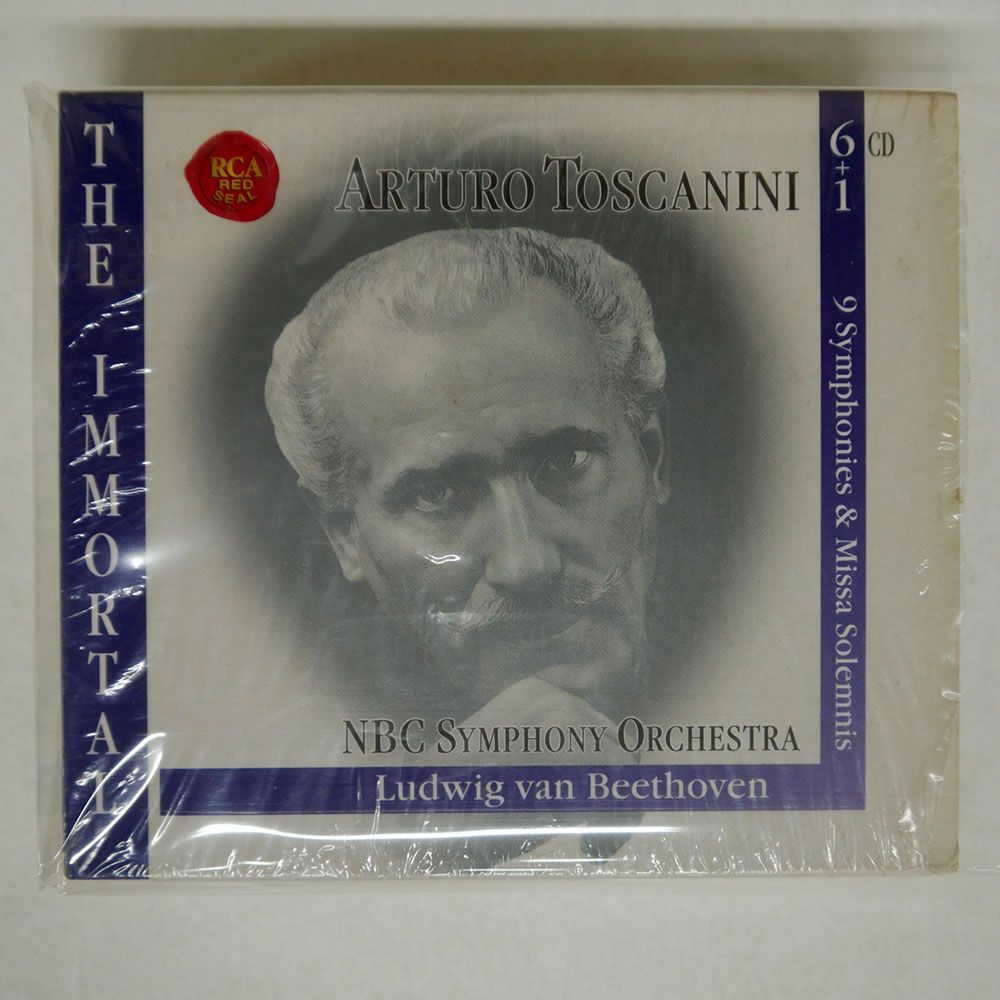 THE IMMORTAL
RCA
RED
SEAL
ARTURO TOSCANINI
6+1 CD
9 Symphonies & Missa Solemnis
NBC SYMPHONY ORCHESTRA
Ludwig van Beethoven